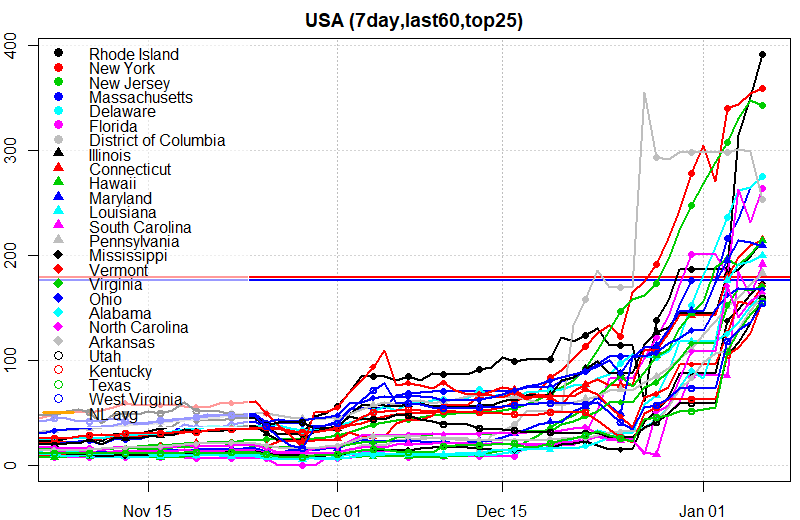 USA (7day,last60,top25)
400
300
200
100
0
Rhode Island
New York
New Jersey
Massachusetts
Delaware
Florida
District of Columbia
Illinois
Connecticut
Hawaii
Maryland
Louisiana
South Carolina
Pennsylvania
Mississippi
Vermont
Virginia
Ohio
Alabama
North Carolina
Arkansas
Utah
Kentucky
Texas
West Virginia
NL avg
Nov 15
Dec 01
Dec 15
Jan 01